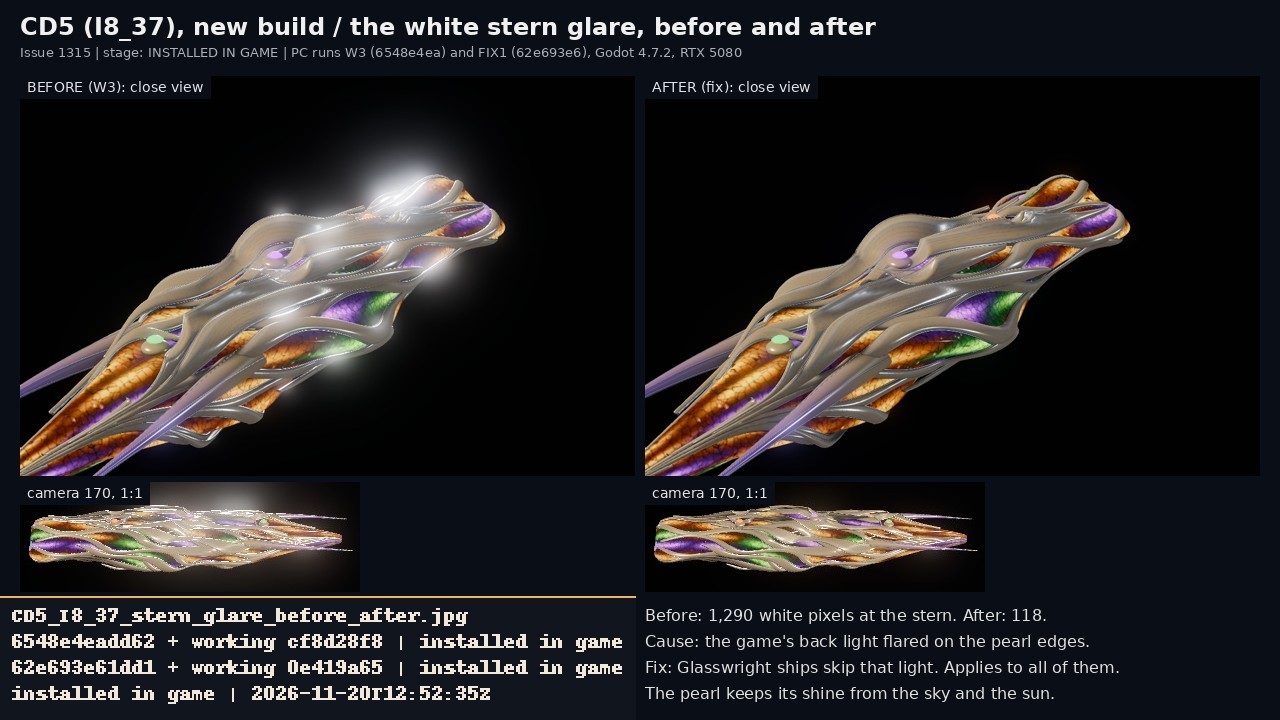 CD5 (l8_37), new build / the white stern glare, before and after
Issue 1315 | stage: INSTALLED IN GAME | PC runs W3 (6548e4ea) and FIX1 (62e693e6), Godot 4.7.2, RTX 5080
BEFORE (W3): close view
AFTER (fix): close view
camera 170, 1:1
camera 170, 1:1
CD5_I8_37_stern_glare_before_after.jpg
6548e4eadd62 + working cf8d28f8 | installed in game
62e693e61dd1 + working 0e419a65 | installed in game
installed in game | 2026-11-20T12:52:35Z
Before: 1,290 white pixels at the stern. After: 118.
Cause: the game's back light flared on the pearl edges.
Fix: Glasswright ships skip that light. Applies to all of them.
The pearl keeps its shine from the sky and the sun.